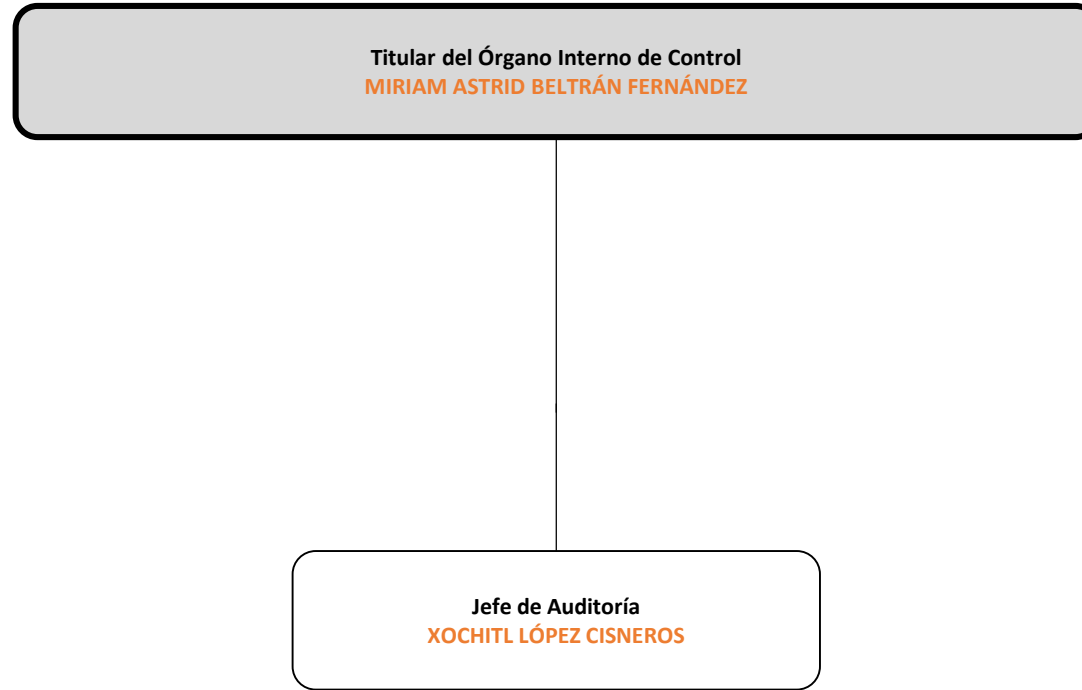 Titular del Órgano Interno de Control
MIRIAM ASTRID BELTRÁN FERNÁNDEZ
Jefe de Auditoría
XOCHITL LÓPEZ CISNEROS